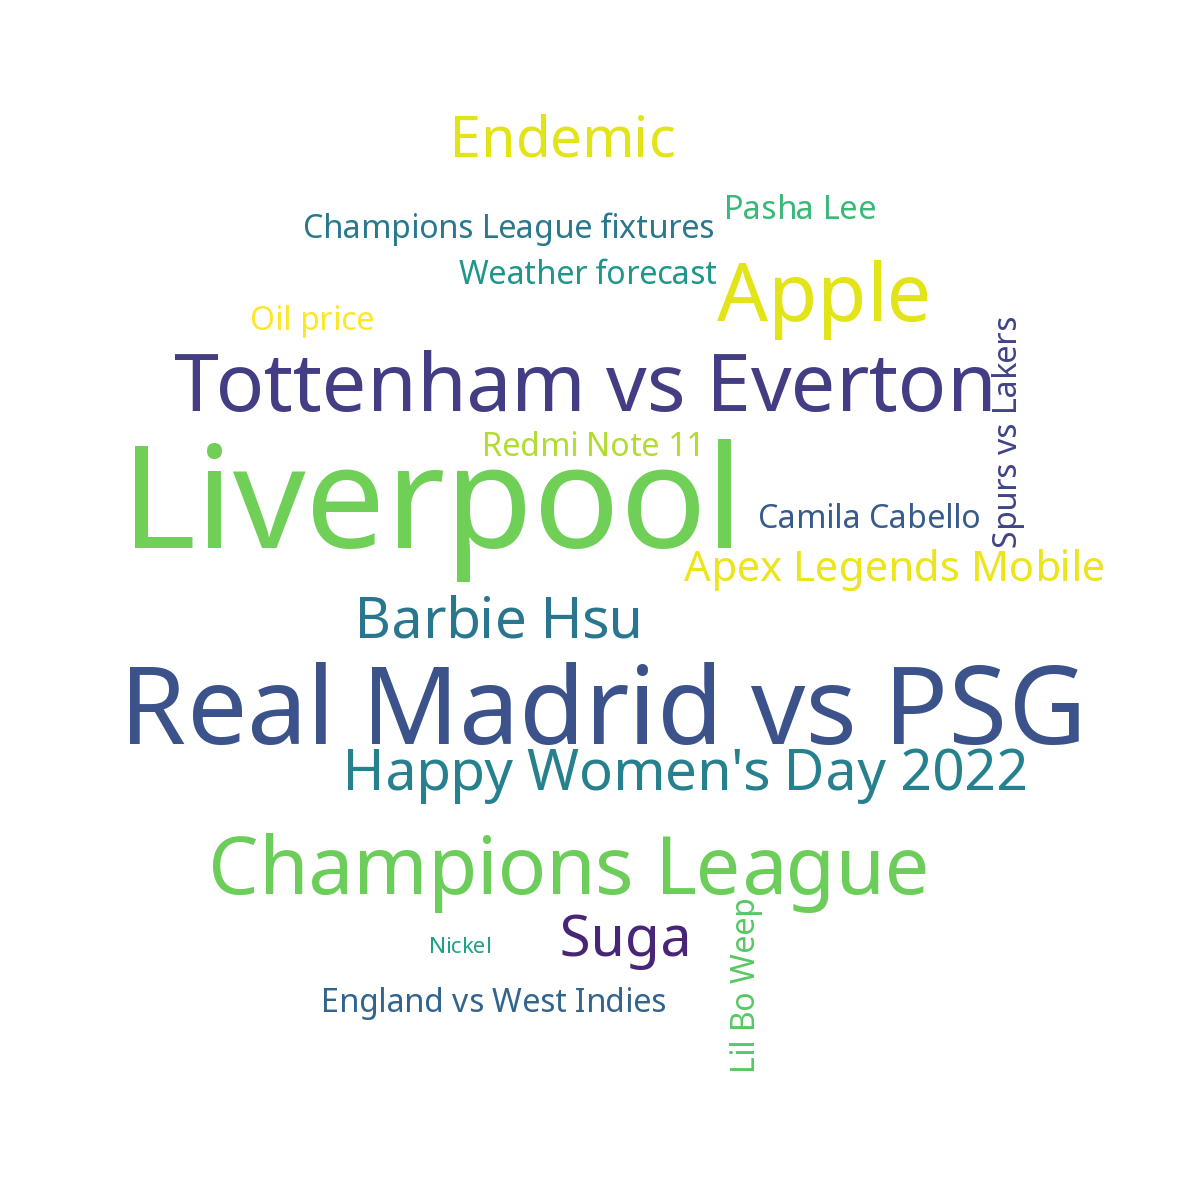 Endemic
Pasha Lee
Champions League fixtures
Weather forecast
Apple
Oil price
Spurs vs Lakers
Tottenham vs Everton
Redmi Note 11
Liverpool
Camila Cabello
Apex Legends Mobile
Barbie Hsu
Real Madrid vs PSG
Happy Women's Day 2022
Champions League
Suga
Lil Bo Weep
Nickel
England vs West Indies